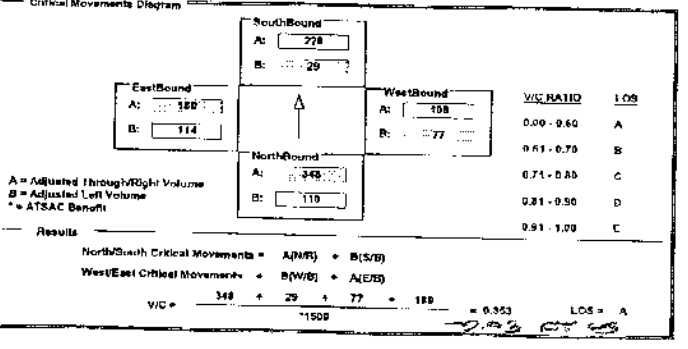 Critical Movements Diagram
SouthBound
A: 228
B: 29
EastBound
A:
B: 114
WestBound
A: 108
B: 77
NorthBound
A: 348
B: 110
V/C RATIO LOS
0.00 - 0.60 A
0.61 - 0.70 B
0.71 - 0.80 C
0.81 - 0.90 D
0.91 - 1.00 E
A = Adjusted Through/Right Volume
B = Adjusted Left Volume
* = ATSAC Benefit
Results
North/South Critical Movements = A(N/B) + B(S/B)
West/East Critical Movements = B(W/B) + A(E/B)
V/C = 348 + 29 + 77 +
*1500
= 0.353 LOS = A